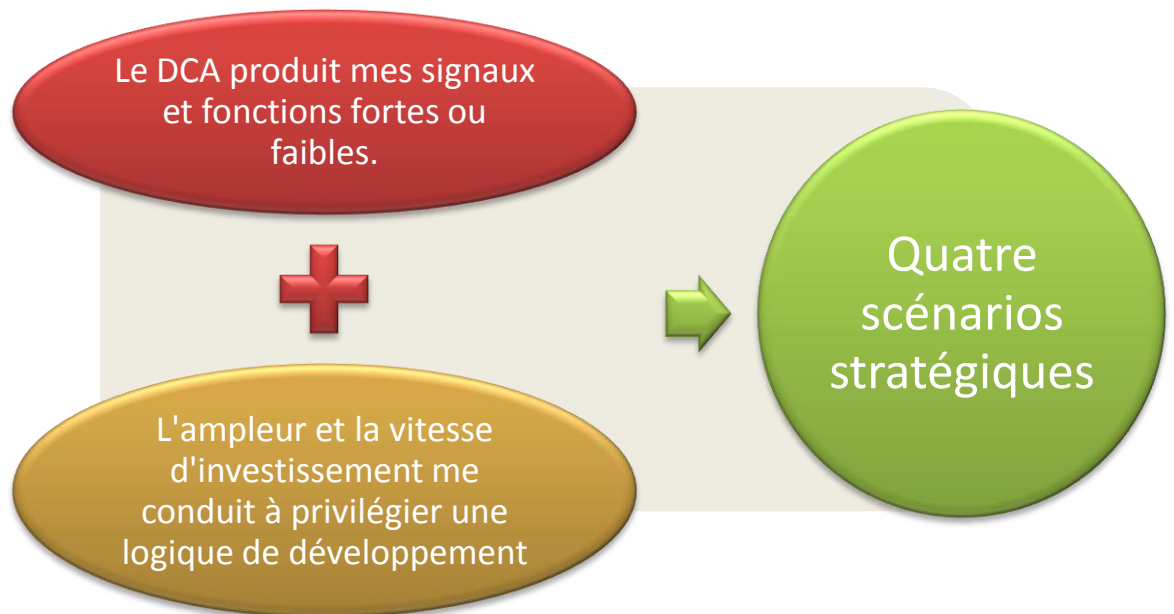 Le DCA produit mes signaux
et fonctions fortes ou
faibles.
L'ampleur et la vitesse
d'investissement me
conduit à privilégier une
logique de développement
Quatre
scénarios
stratégiques